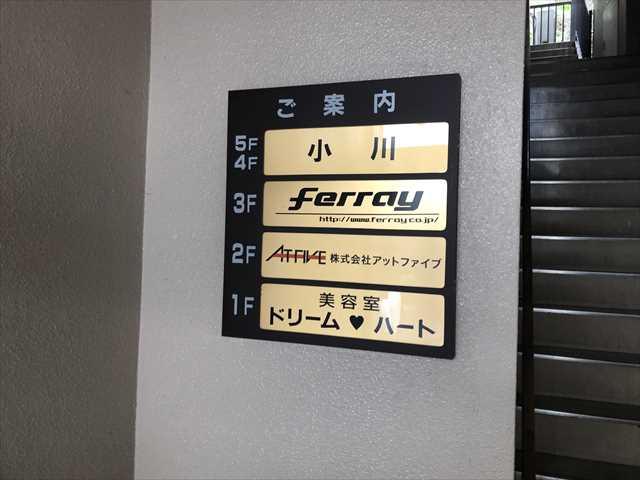 ご案内
5F
4F
小川
3F
ferray
http://www.ferray.co.jp/
2F
ATFIVE 株式会社アットファイブ
1F
美容室
ドリーム♥ハート